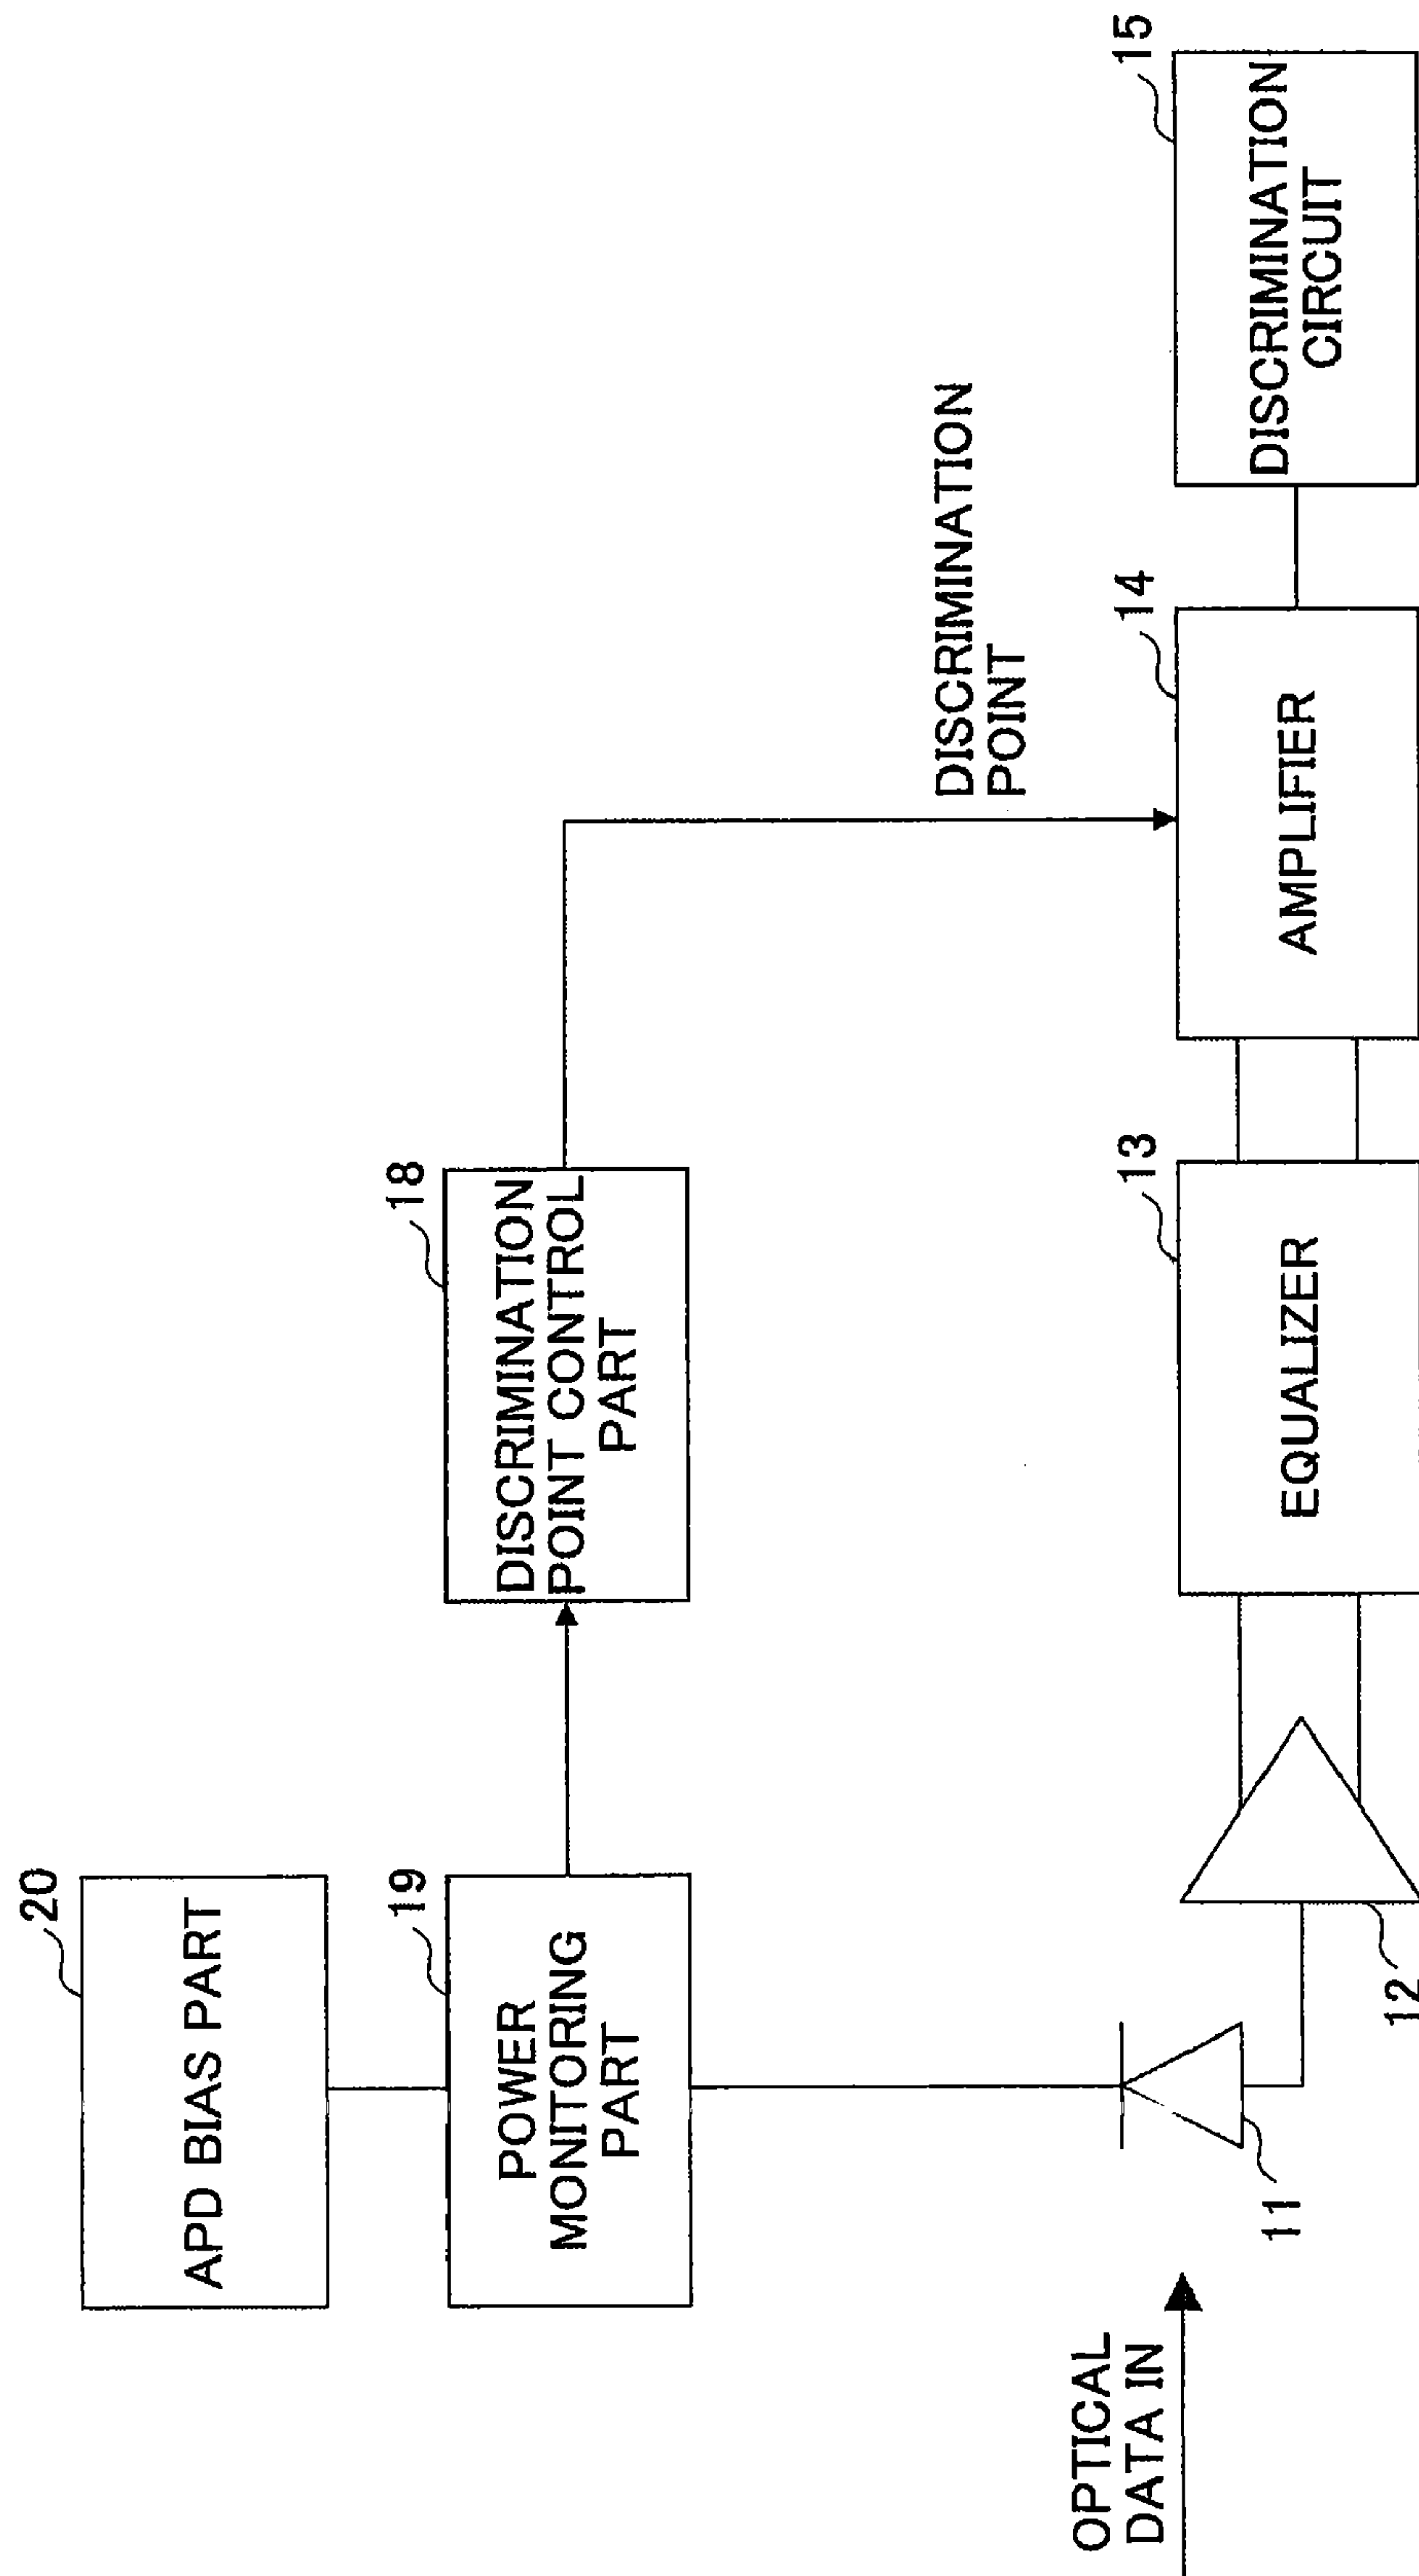 20
APD BIAS PART
19
POWER
MONITORING
PART
18
DISCRIMINATION
POINT CONTROL
PART
DISCRIMINATION
POINT
OPTICAL
DATA IN
11
12
13
EQUALIZER
14
AMPLIFIER
15
DISCRIMINATION
CIRCUIT